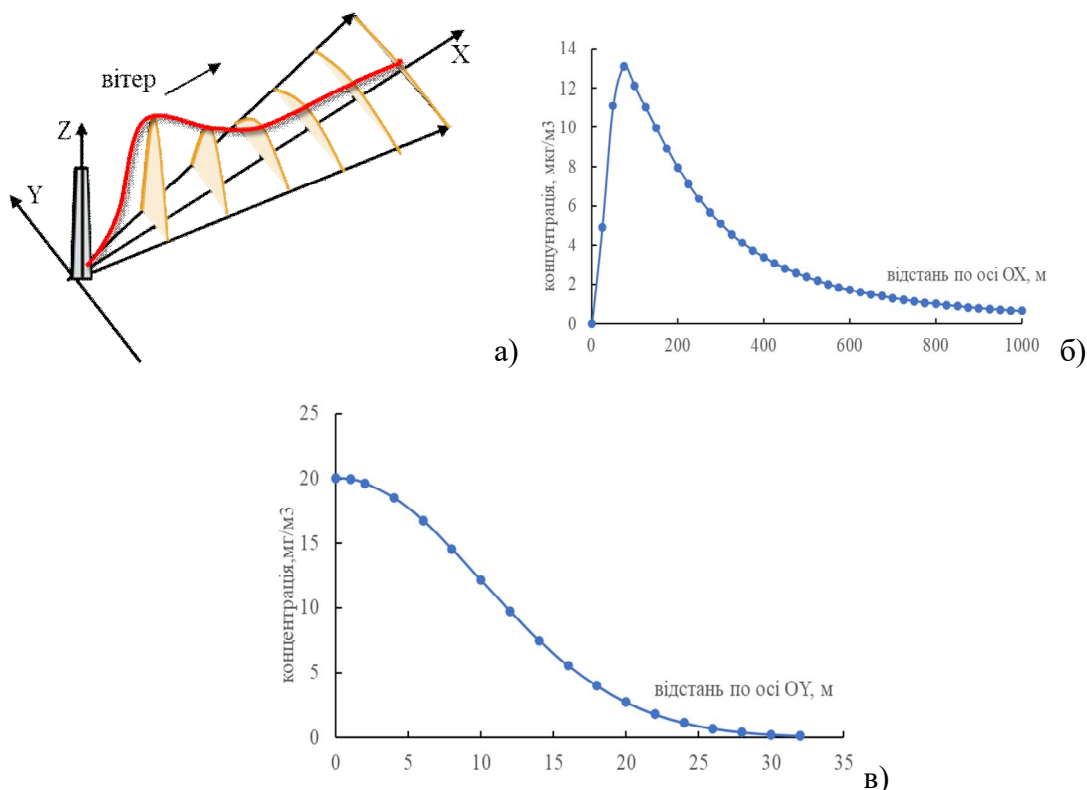 вітер
X
Z
Y
а)
14
12
10
8
6
4
2
0
концунтрація, мкг/м3
відстань по осі OX, м
0 200 400 600 800 1000
б)
25
20
15
10
5
0
концентрація,мг/м3
відстань по осі OY, м
0 5 10 15 20 25 30 35
в)